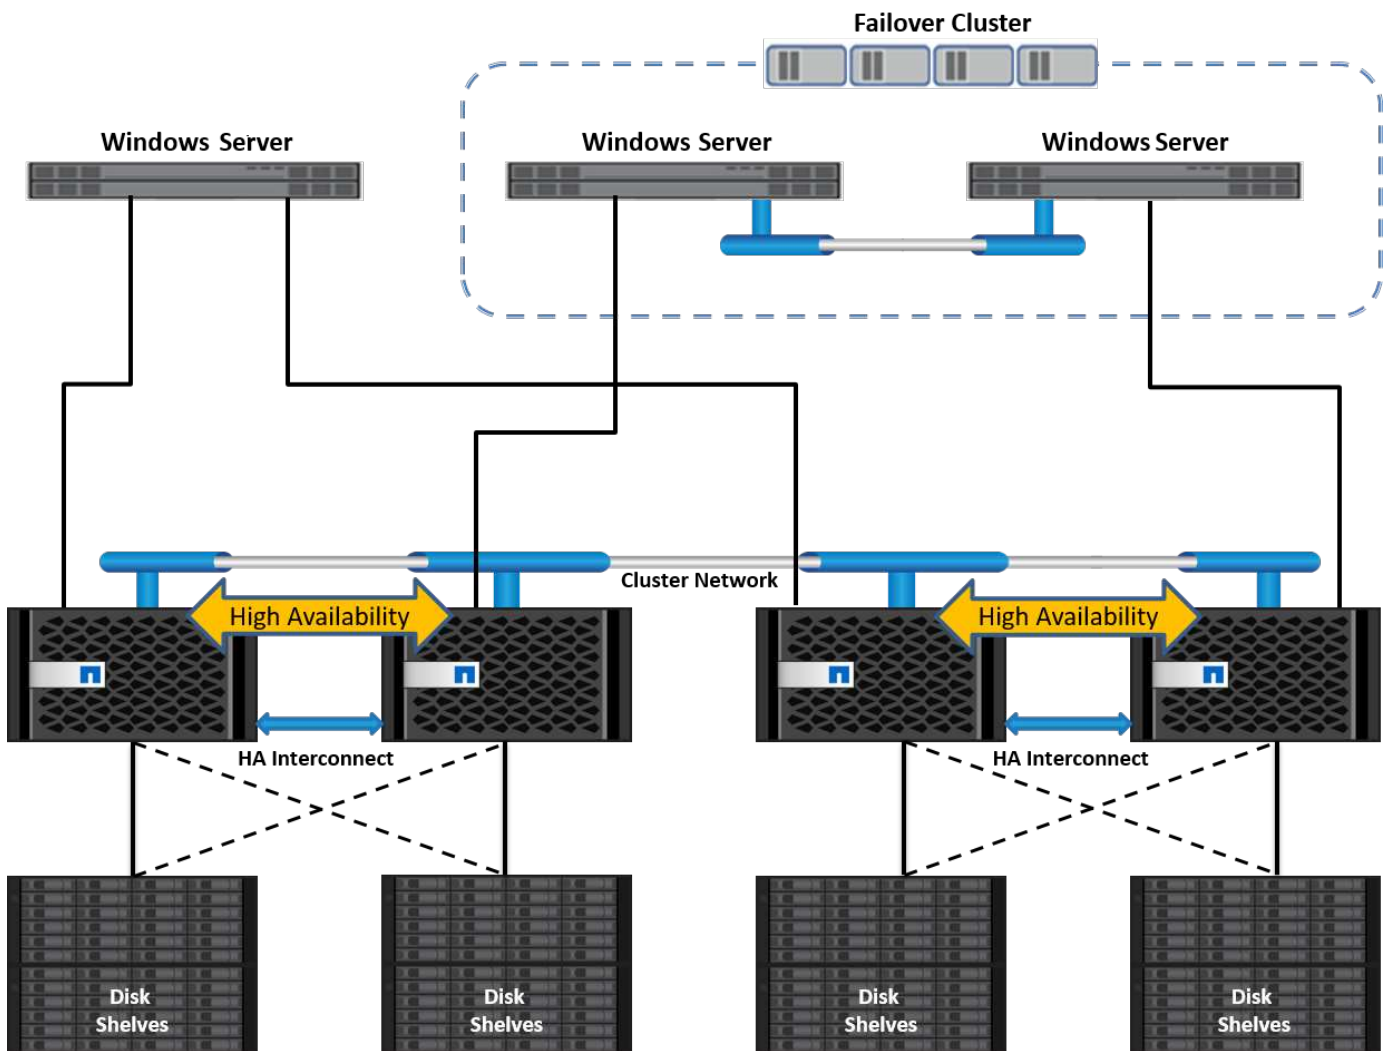 Failover Cluster
Windows Server
Windows Server
Windows Server
Cluster Network
High Availability
High Availability
HA Interconnect
HA Interconnect
Disk
Shelves
Disk
Shelves
Disk
Shelves
Disk
Shelves